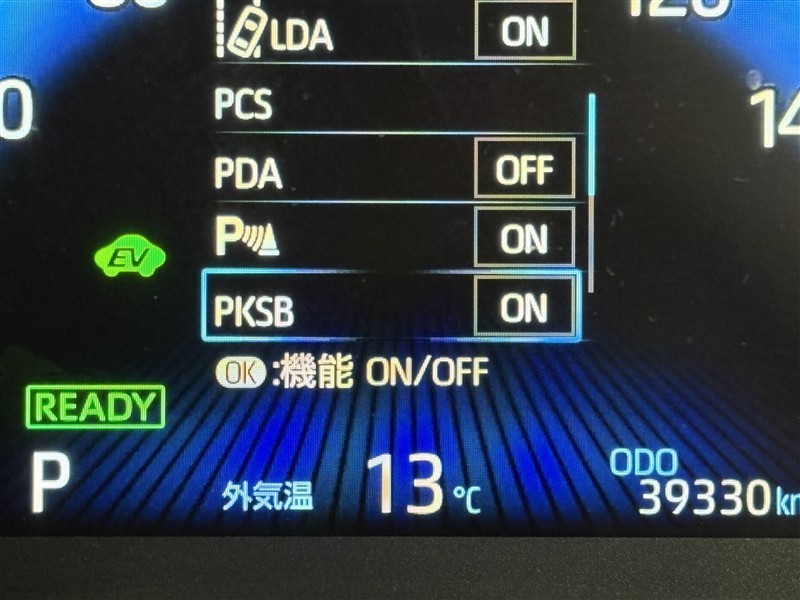 LDA ON
PCS
PDA OFF
P ON
EV
PKSB ON
OK:機能 ON/OFF
READY
P
外気温 13℃
ODO
39330km